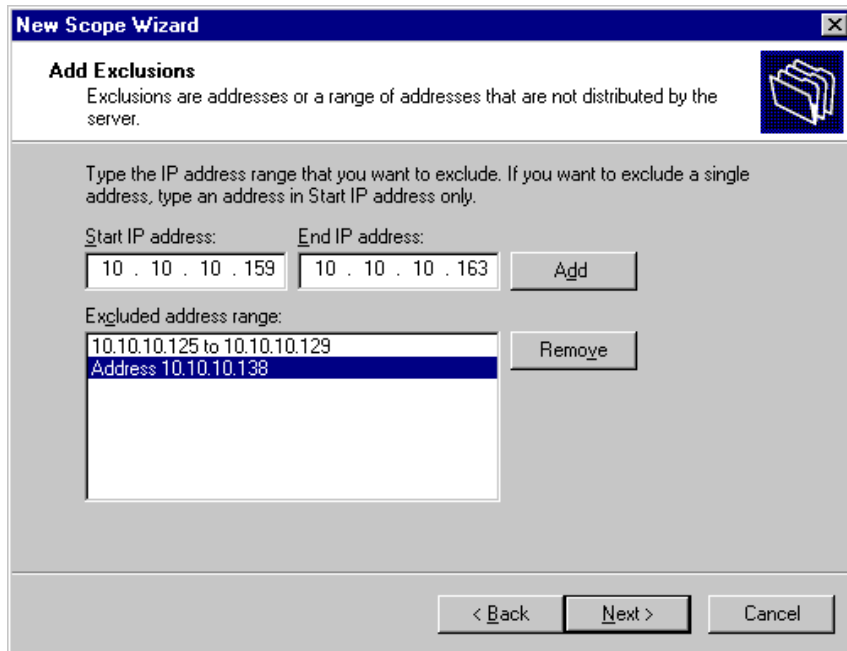 New Scope Wizard
Add Exclusions
Exclusions are addresses or a range of addresses that are not distributed by the
server.
Type the IP address range that you want to exclude. If you want to exclude a single
address, type an address in Start IP address only.
Start IP address: End IP address:
10 . 10 . 10 . 159 10 . 10 . 10 . 163 Add
Excluded address range:
10.10.10.125 to 10.10.10.129 Remove
Address 10.10.10.138
< Back Next > Cancel